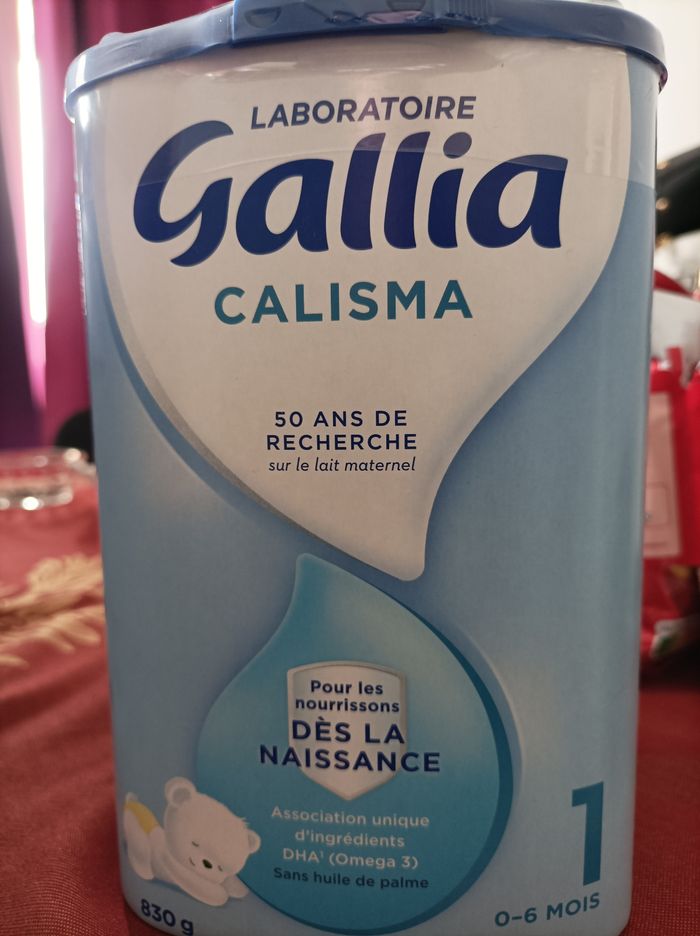 LABORATOIRE
Gallia
CALISMA
50 ANS DE
RECHERCHE
sur le lait maternel
Pour les
nourrissons
DÈS LA
NAISSANCE
Association unique
d'ingrédients
DHA¹ (Omega 3)
Sans huile de palme
830 g
1
0-6 MOIS